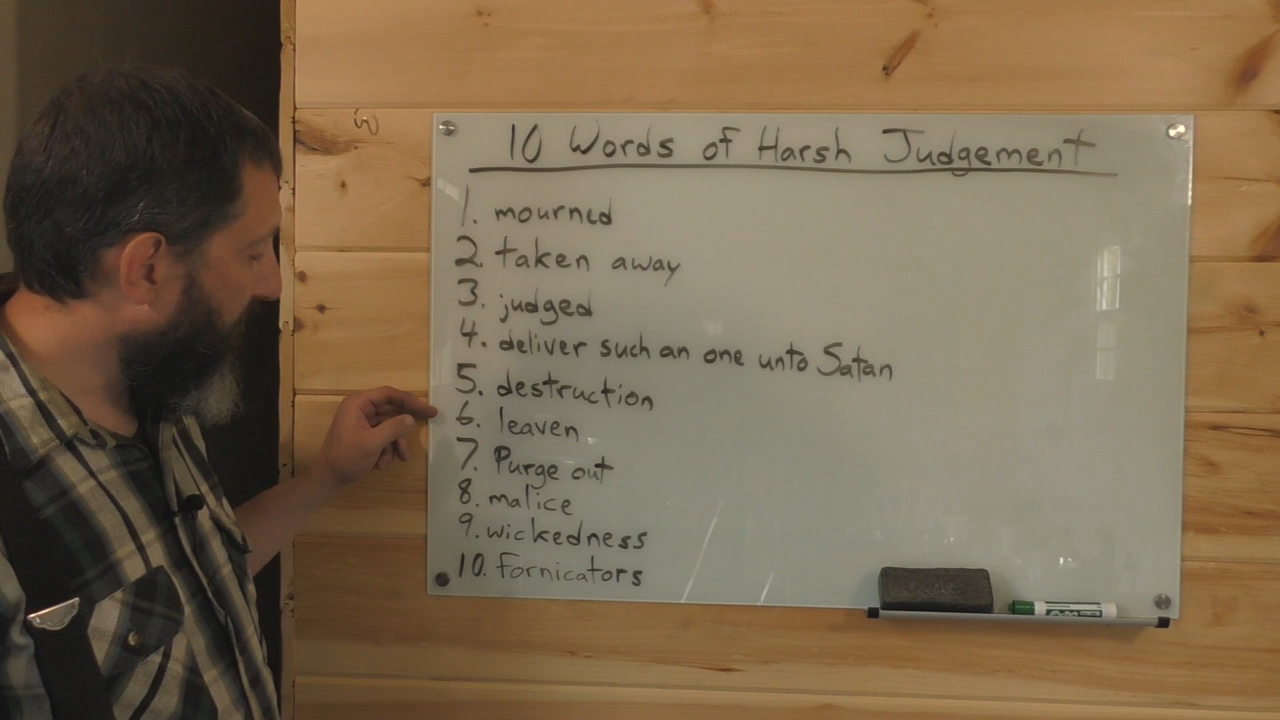 10 Words of Harsh Judgement
1. mourned
2. taken away
3. judged
4. deliver such an one unto Satan
5. destruction
6. leaven
7. Purge out
8. malice
9. wickedness
10. Fornicators